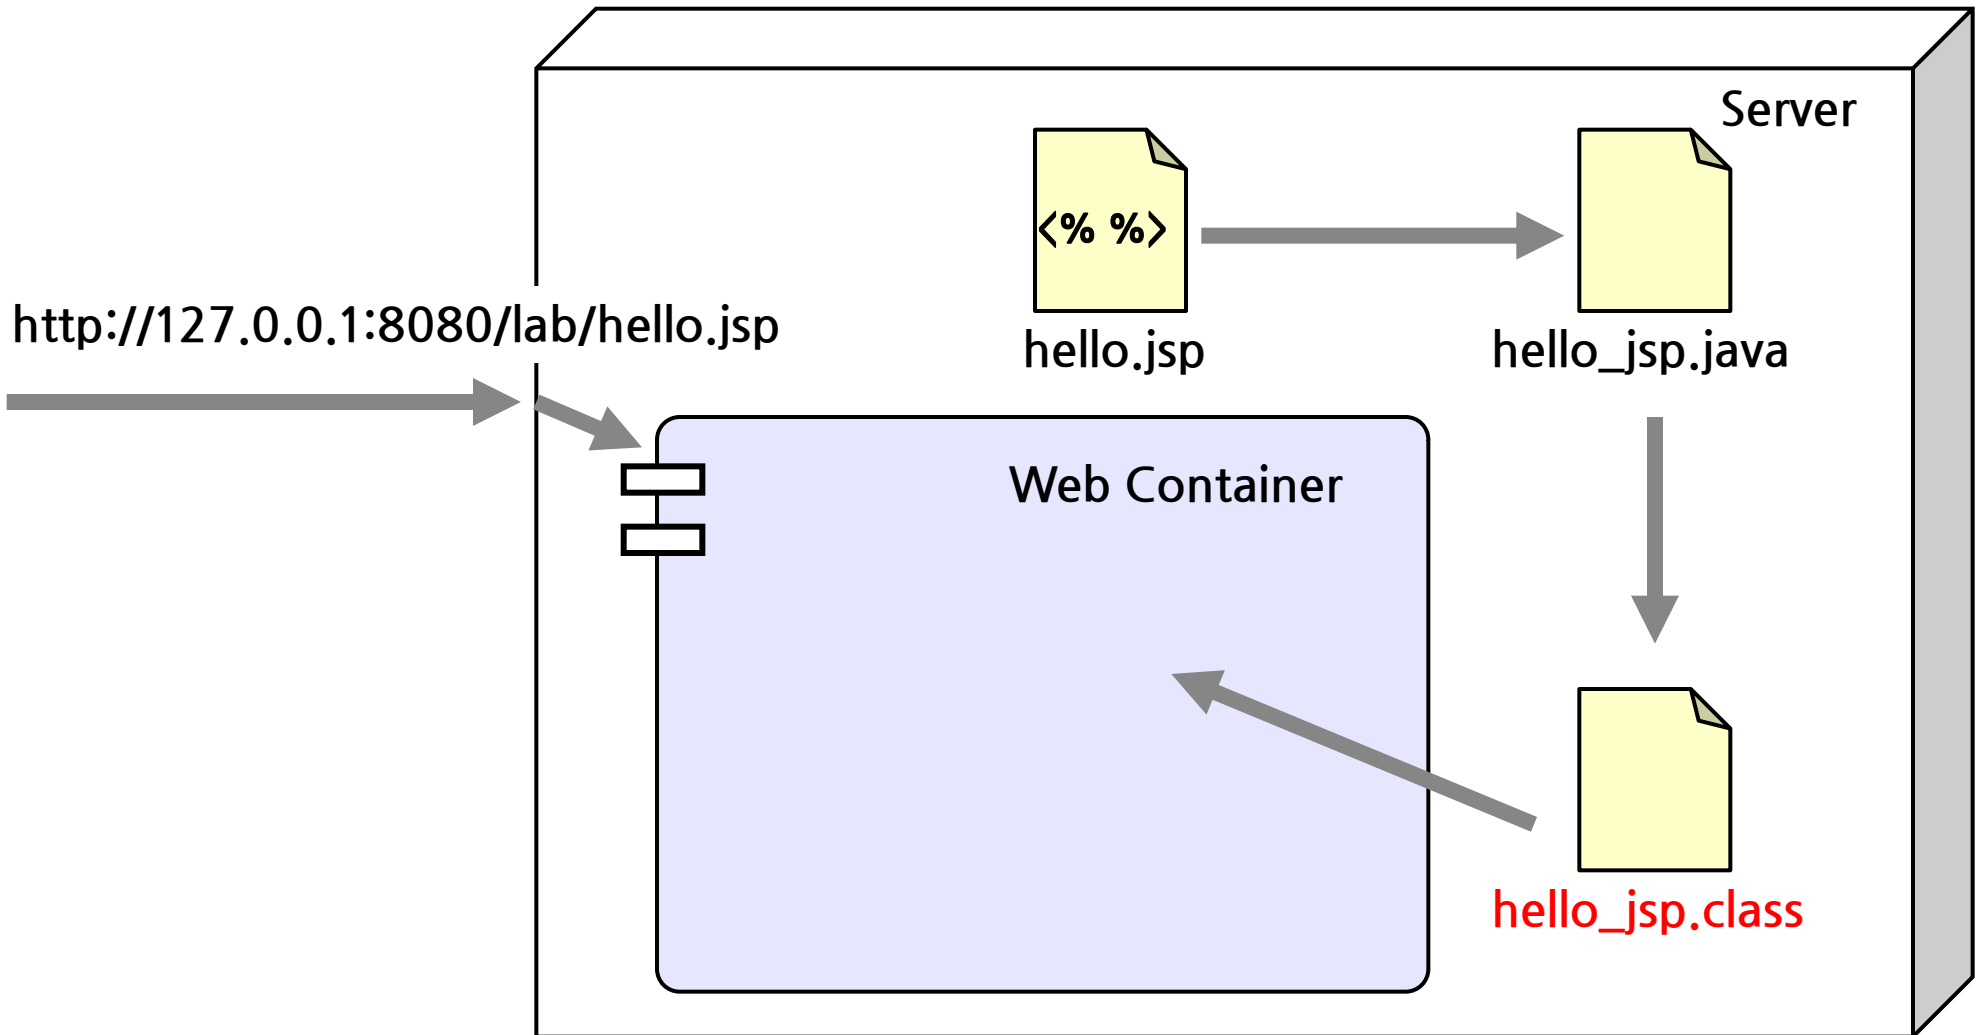 Server
<% %>
http://127.0.0.1:8080/lab/hello.jsp
hello.jsp
hello_jsp.java
Web Container
hello_jsp.class